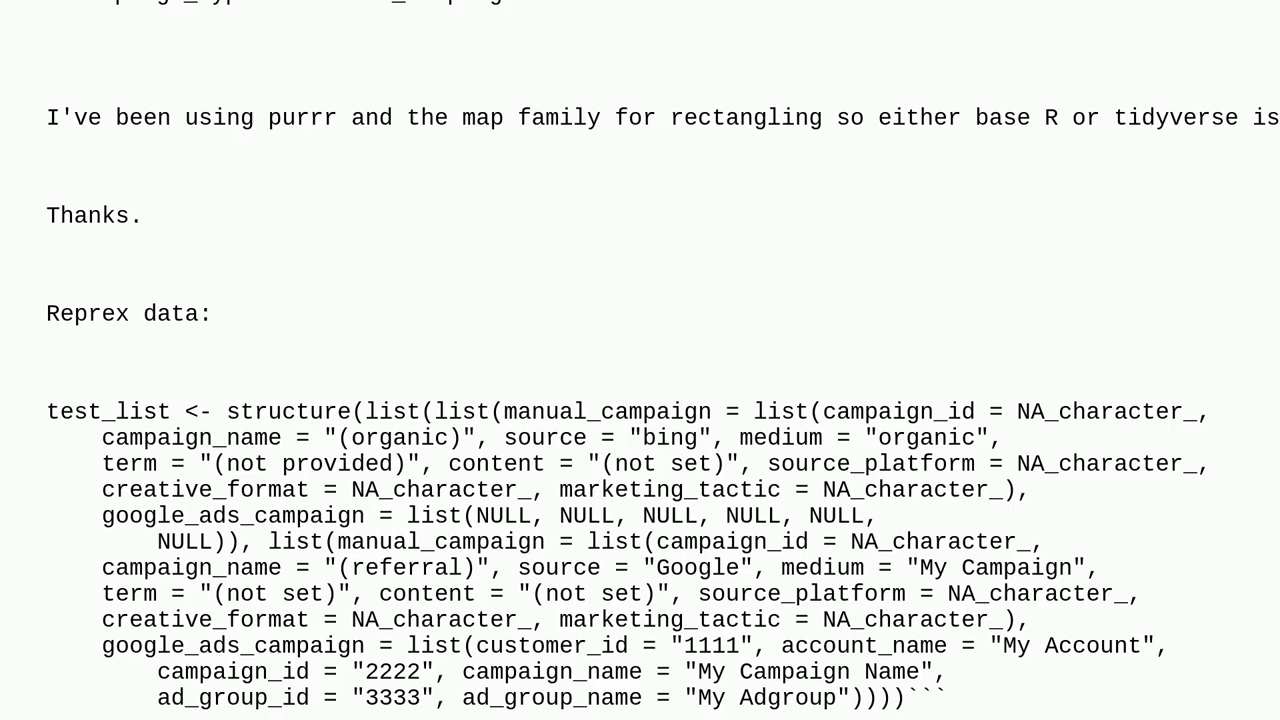 I've been using purrr and the map family for rectangling so either base R or tidyverse is
Thanks.
Reprex data:
test_list <- structure(list(list(manual_campaign = list(campaign_id = NA_character_,
    campaign_name = "(organic)", source = "bing", medium = "organic",
    term = "(not provided)", content = "(not set)", source_platform = NA_character_,
    creative_format = NA_character_, marketing_tactic = NA_character_),
    google_ads_campaign = list(NULL, NULL, NULL, NULL, NULL,
        NULL)), list(manual_campaign = list(campaign_id = NA_character_,
    campaign_name = "(referral)", source = "Google", medium = "My Campaign",
    term = "(not set)", content = "(not set)", source_platform = NA_character_,
    creative_format = NA_character_, marketing_tactic = NA_character_),
    google_ads_campaign = list(customer_id = "1111", account_name = "My Account",
        campaign_id = "2222", campaign_name = "My Campaign Name",
        ad_group_id = "3333", ad_group_name = "My Adgroup"))))```